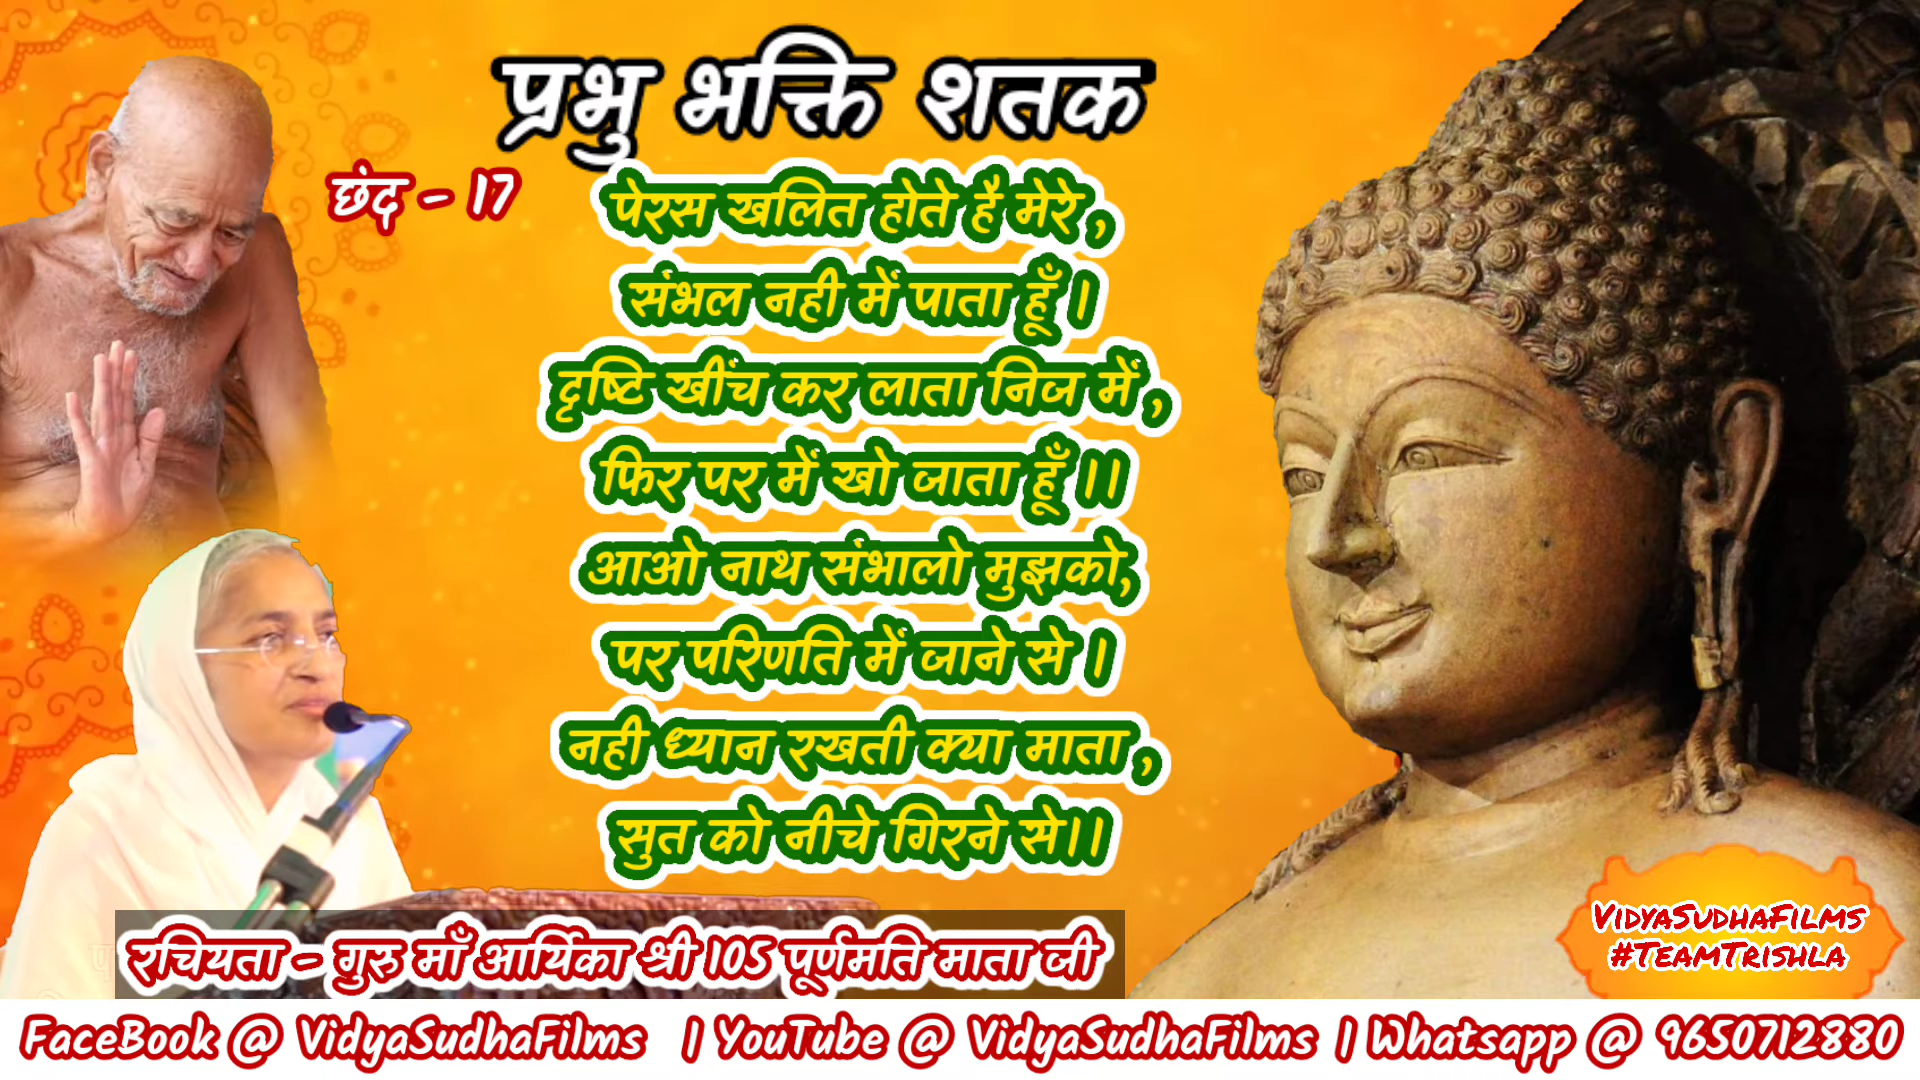 प्रभु भक्ति शतक
छंद - 17
पेरस खलित होते है मेरे ,
संभल नही में पाता हूँ ।
दृष्टि खींच कर लाता निज में ,
फिर पर में खो जाता हूँ ।।
आओ नाथ संभालो मुझको,
पर परिणति में जाने से ।
नही ध्यान रखती क्या माता ,
सुत को नीचे गिरने से।।
रचियता - गुरु माँ आर्यिका श्री 105 पूर्णमति माता जी
VidyaSudhaFilms
#TeamTrishla
FaceBook @ VidyaSudhaFilms | YouTube @ VidyaSudhaFilms | Whatsapp @ 9650712880